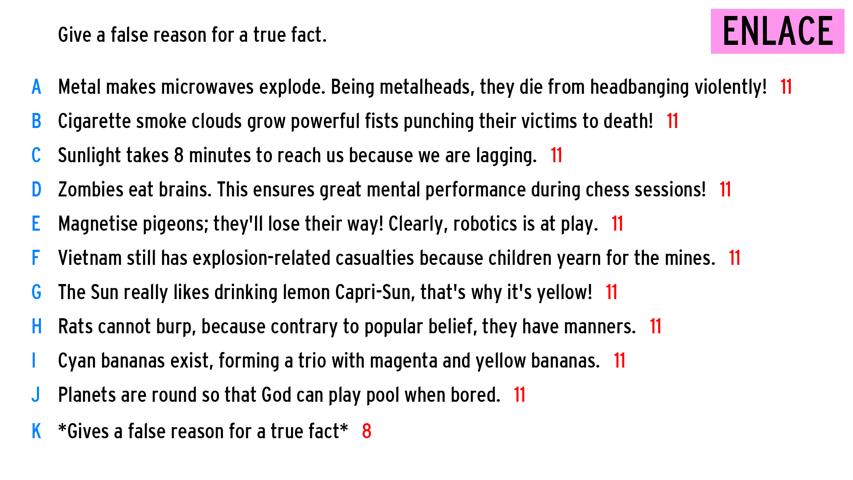 Give a false reason for a true fact.
ENLACE
A Metal makes microwaves explode. Being metalheads, they die from headbanging violently! 11
B Cigarette smoke clouds grow powerful fists punching their victims to death! 11
C Sunlight takes 8 minutes to reach us because we are lagging. 11
D Zombies eat brains. This ensures great mental performance during chess sessions! 11
E Magnetise pigeons; they'll lose their way! Clearly, robotics is at play. 11
F Vietnam still has explosion-related casualties because children yearn for the mines. 11
G The Sun really likes drinking lemon Capri-Sun, that's why it's yellow! 11
H Rats cannot burp, because contrary to popular belief, they have manners. 11
I Cyan bananas exist, forming a trio with magenta and yellow bananas. 11
J Planets are round so that God can play pool when bored. 11
K *Gives a false reason for a true fact* 8